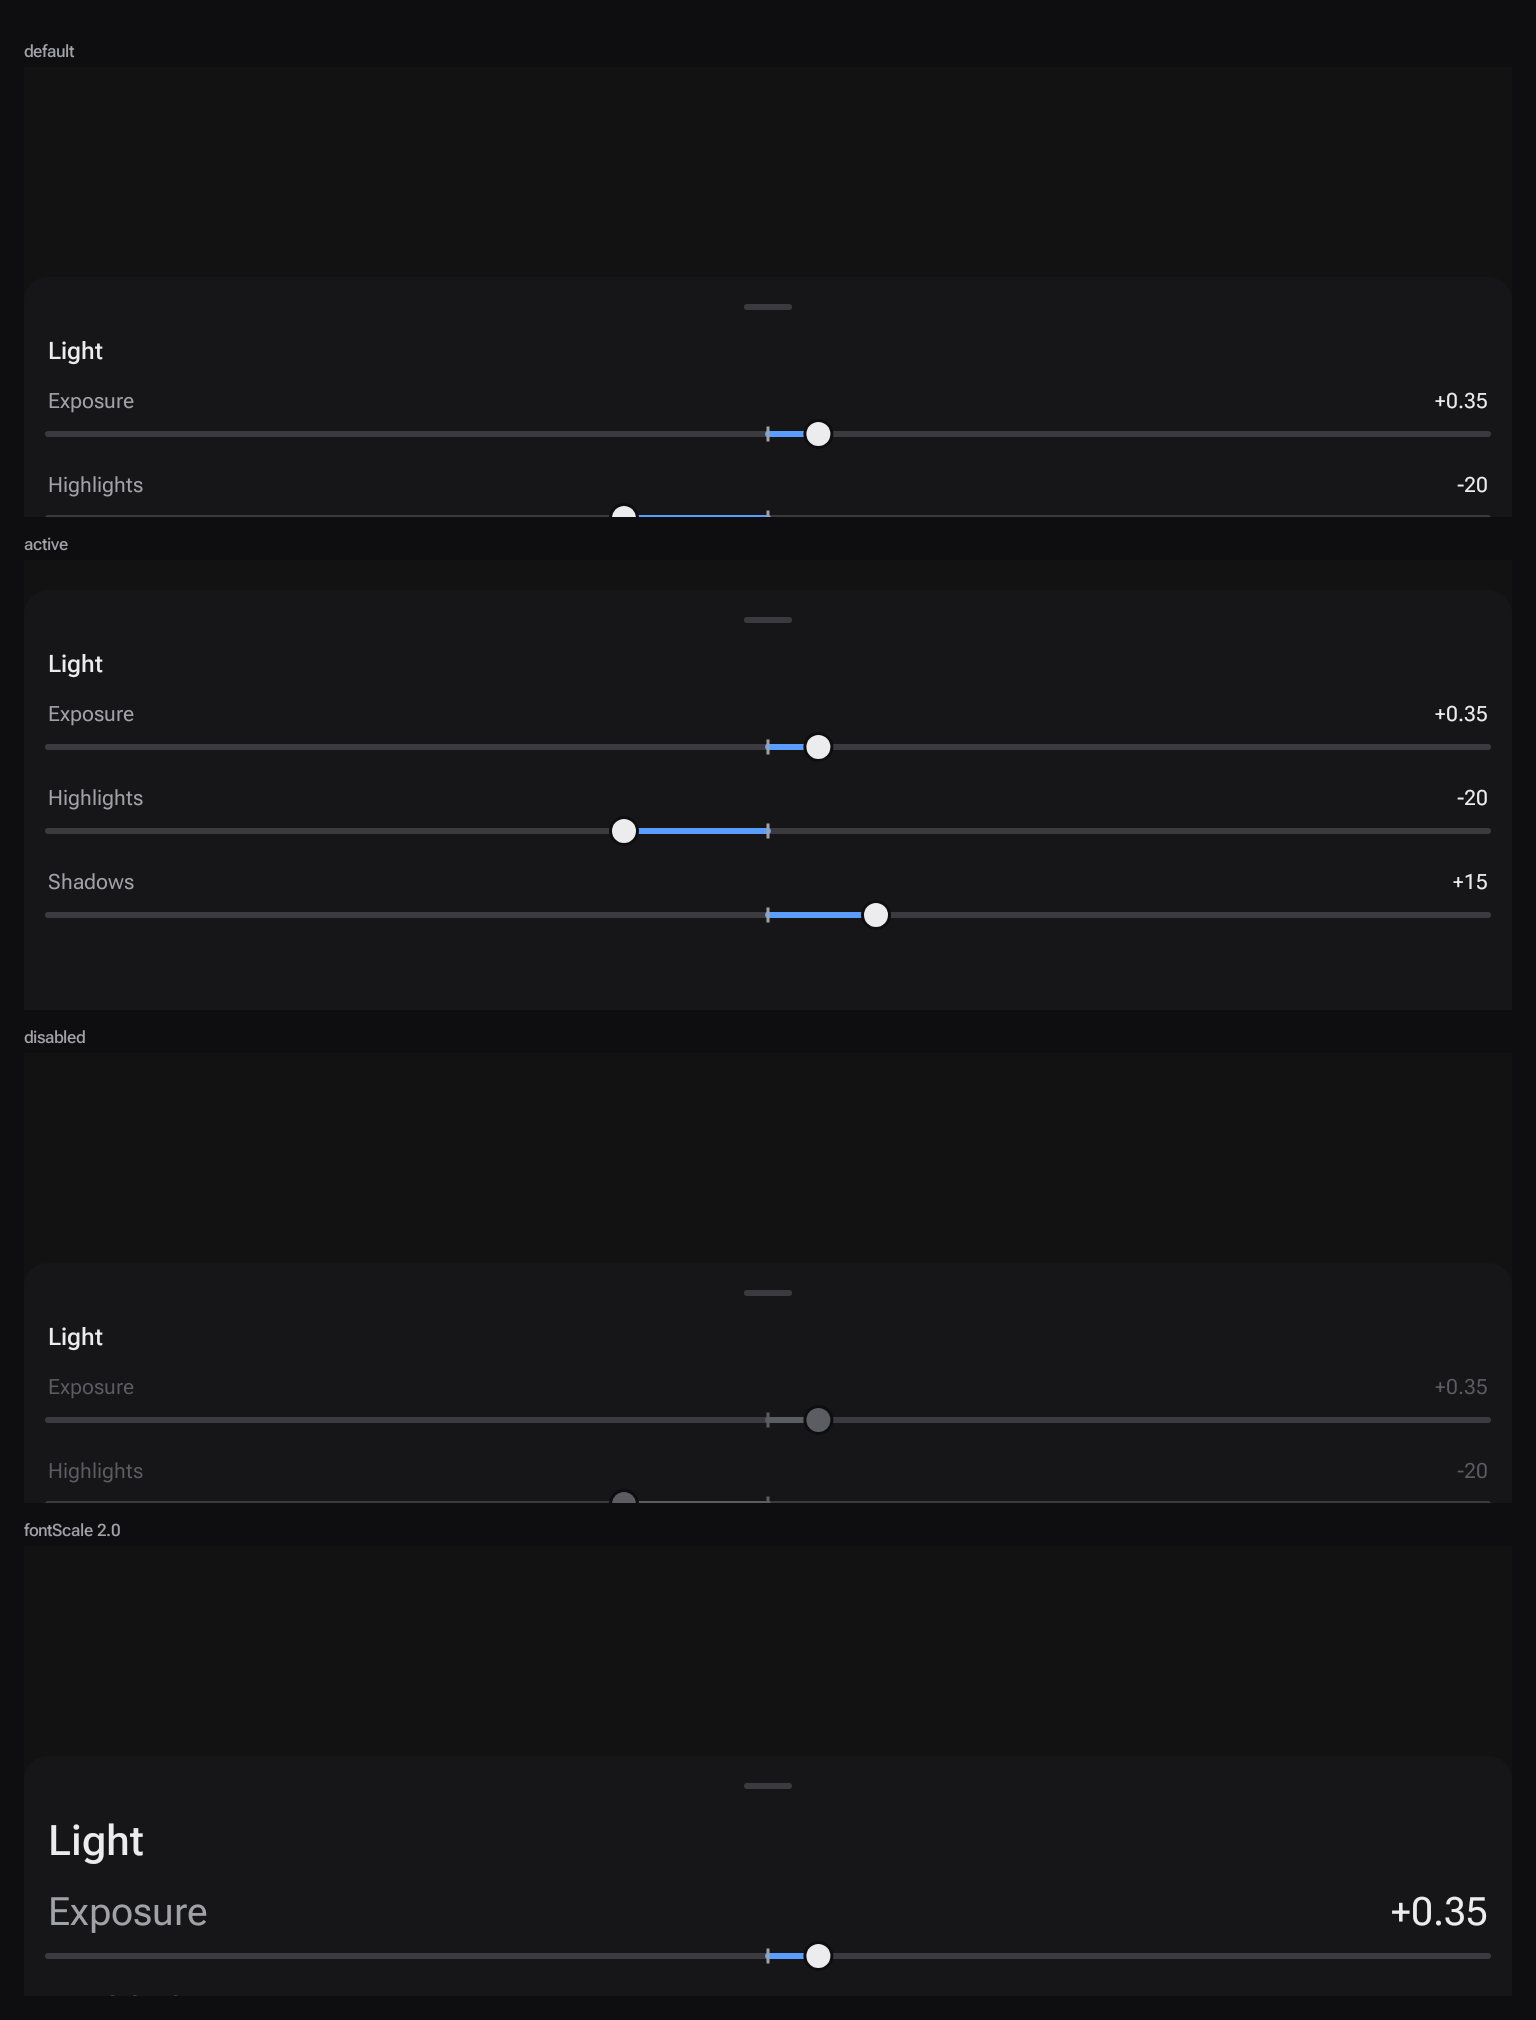 default
Light
Exposure +0.35
Highlights -20
active
Light
Exposure +0.35
Highlights -20
Shadows +15
disabled
Light
Exposure +0.35
Highlights -20
fontScale 2.0
Light
Exposure +0.35